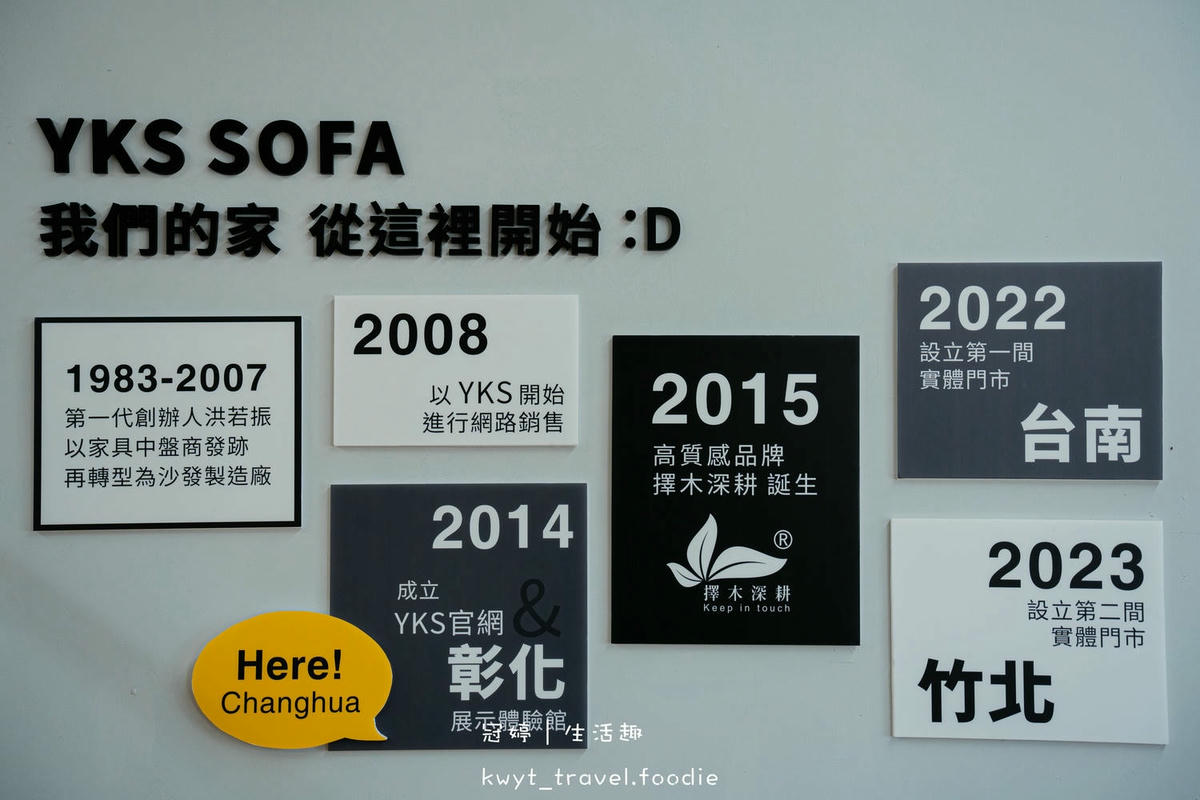 YKS SOFA
我們的家 從這裡開始 :D
1983-2007
第一代創辦人洪若振
以家具中盤商發跡
再轉型為沙發製造廠
2008
以 YKS 開始
進行網路銷售
2014
成立
YKS官網 &
彰化
展示體驗館
Here!
Changhua
2015
高質感品牌
擇木深耕 誕生
®
擇木深耕
Keep in touch
2022
設立第一間
實體門市
台南
2023
設立第二間
實體門市
竹北
冠婷 | 生活趣
kwyt_travel.foodie